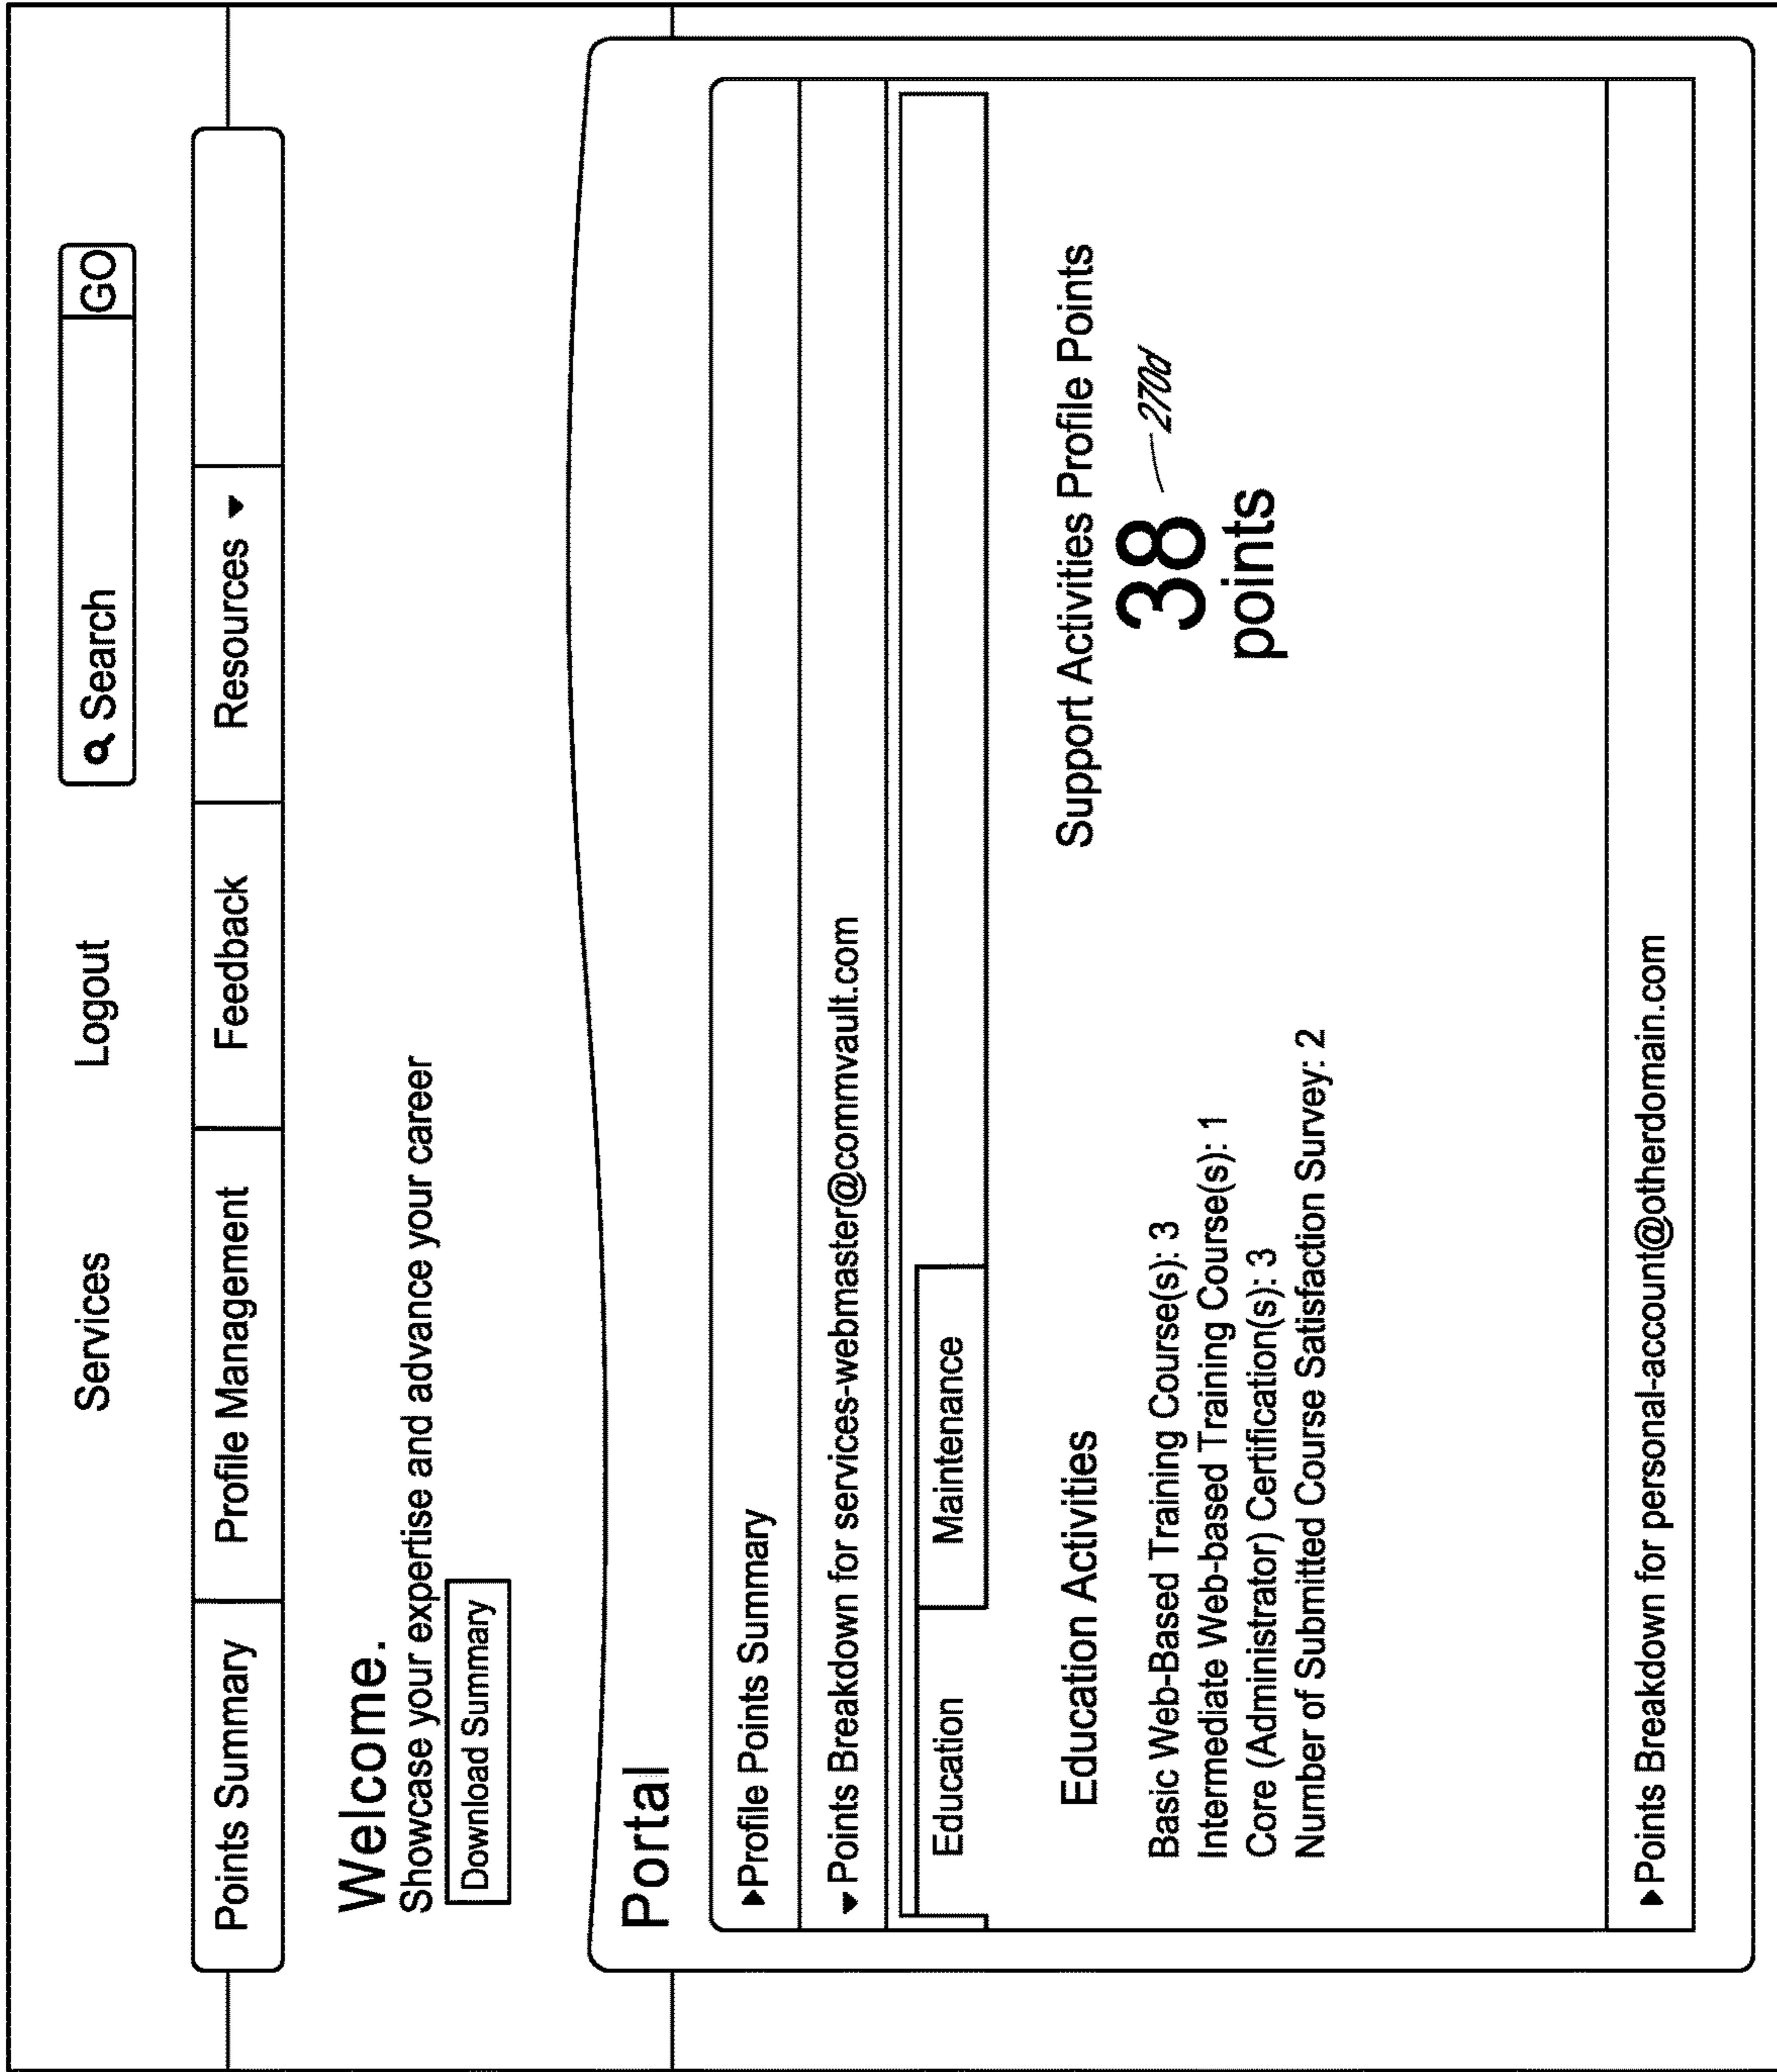 Services
Logout
Search GO
Points Summary
Profile Management
Feedback
Resources
Welcome.
Showcase your expertise and advance your career
Download Summary
Portal
Profile Points Summary
Points Breakdown for services-webmaster@commvault.com
Education
Maintenance
Education Activities
Basic Web-Based Training Course(s): 3
Intermediate Web-based Training Course(s): 1
Core (Administrator) Certification(s): 3
Number of Submitted Course Satisfaction Survey: 2
Support Activities Profile Points
38
270d
points
Points Breakdown for personal-account@otherdomain.com